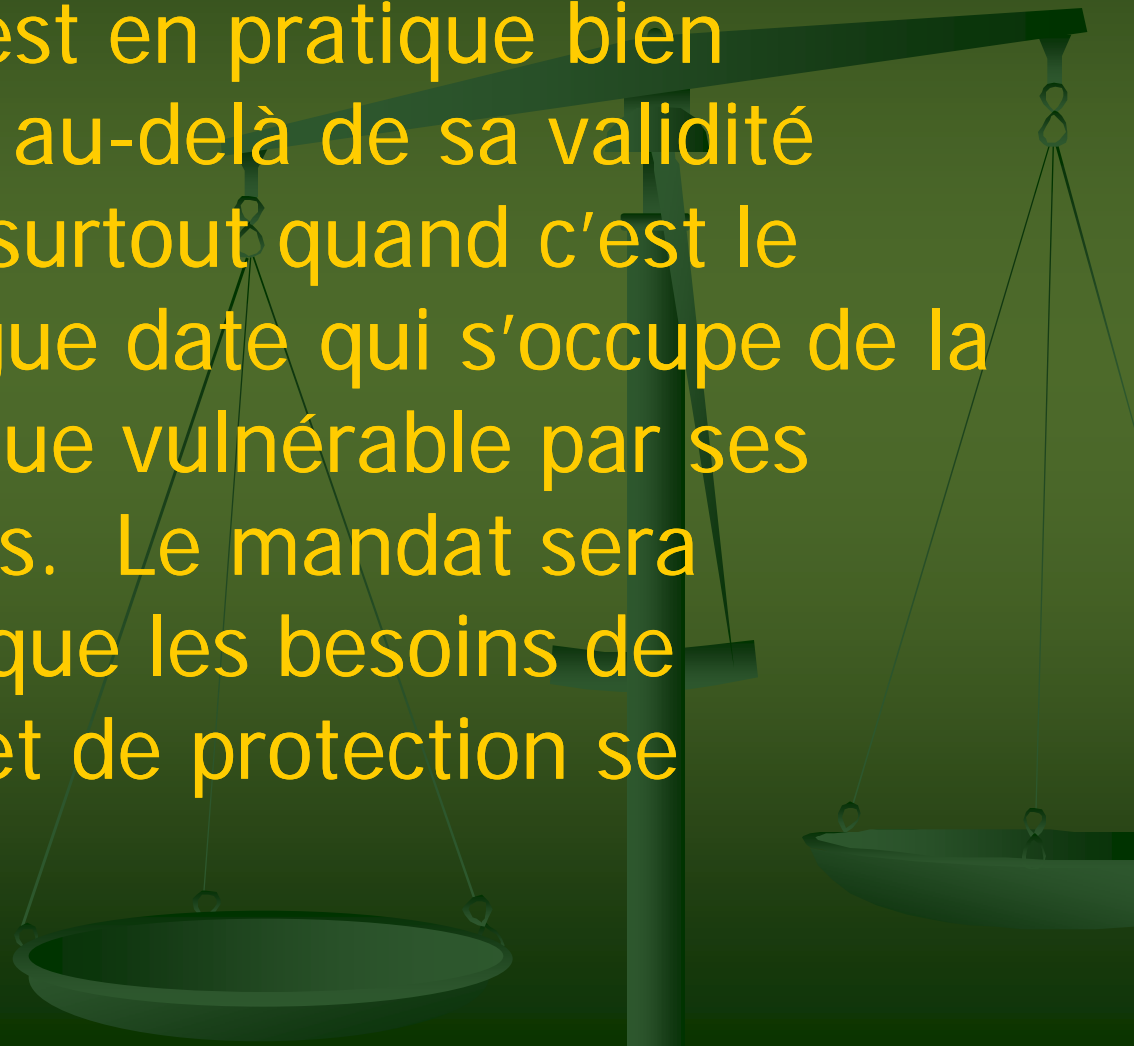 est en pratique bien
au-delà de sa validité
surtout quand c'est le
gue date qui s'occupe de la
ue vulnérable par ses
s. Le mandat sera
que les besoins de
et de protection se